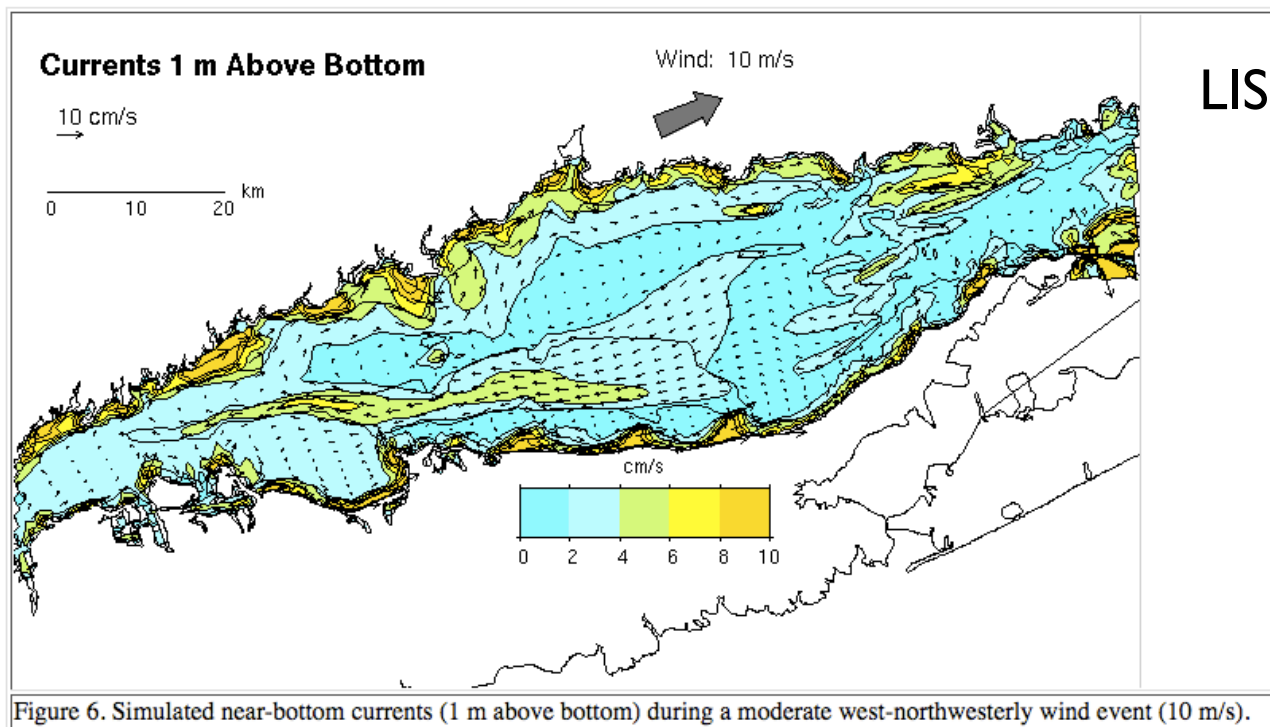 Currents 1 m Above Bottom
Wind: 10 m/s
LIS
10 cm/s
km
0 10 20
cm/s
0 2 4 6 8 10
Figure 6. Simulated near-bottom currents (1 m above bottom) during a moderate west-northwesterly wind event (10 m/s).